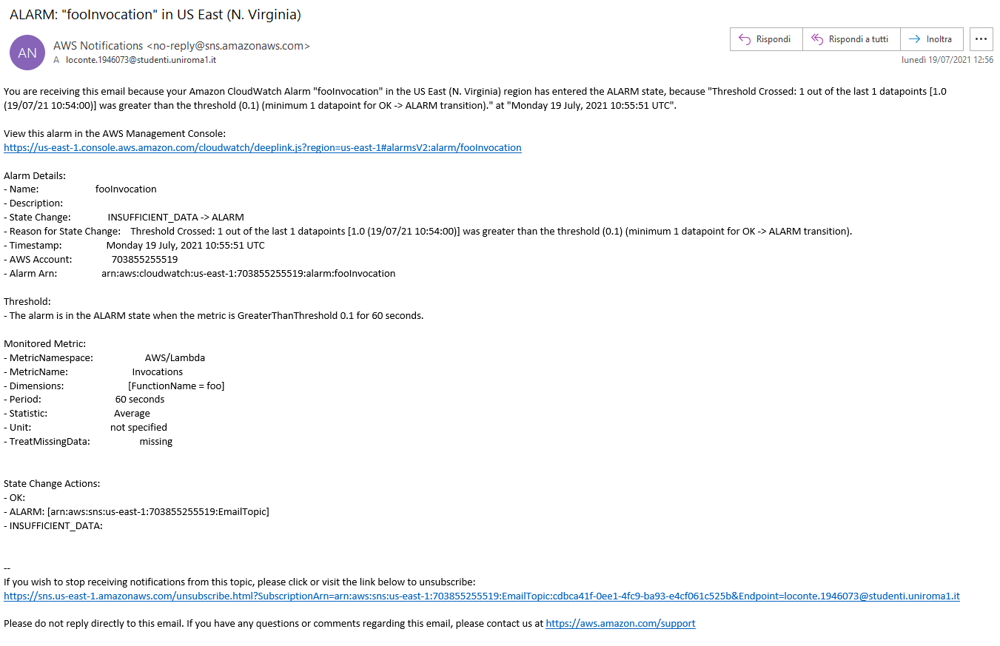 ALARM: "fooInvocation" in US East (N. Virginia)
AN
AWS Notifications <no-reply@sns.amazonaws.com>
A loconte.1946073@studenti.uniroma1.it
Rispondi
Rispondi a tutti
Inoltra
lunedì 19/07/2021 12:56
You are receiving this email because your Amazon CloudWatch Alarm "fooInvocation" in the US East (N. Virginia) region has entered the ALARM state, because "Threshold Crossed: 1 out of the last 1 datapoints [1.0
(19/07/21 10:54:00)] was greater than the threshold (0.1) (minimum 1 datapoint for OK -> ALARM transition)." at "Monday 19 July, 2021 10:55:51 UTC".
View this alarm in the AWS Management Console:
https://us-east-1.console.aws.amazon.com/cloudwatch/deeplink.js?region=us-east-1#alarmsV2:alarm/fooInvocation
Alarm Details:
- Name: fooInvocation
- Description:
- State Change: INSUFFICIENT_DATA -> ALARM
- Reason for State Change: Threshold Crossed: 1 out of the last 1 datapoints [1.0 (19/07/21 10:54:00)] was greater than the threshold (0.1) (minimum 1 datapoint for OK -> ALARM transition).
- Timestamp: Monday 19 July, 2021 10:55:51 UTC
- AWS Account: 703855255519
- Alarm Arn: arn:aws:cloudwatch:us-east-1:703855255519:alarm:fooInvocation
Threshold:
- The alarm is in the ALARM state when the metric is GreaterThanThreshold 0.1 for 60 seconds.
Monitored Metric:
- MetricNamespace: AWS/Lambda
- MetricName: Invocations
- Dimensions: [FunctionName = foo]
- Period: 60 seconds
- Statistic: Average
- Unit: not specified
- TreatMissingData: missing
State Change Actions:
- OK:
- ALARM: [arn:aws:sns:us-east-1:703855255519:EmailTopic]
- INSUFFICIENT_DATA:
--
If you wish to stop receiving notifications from this topic, please click or visit the link below to unsubscribe:
https://sns.us-east-1.amazonaws.com/unsubscribe.html?SubscriptionArn=arn:aws:sns:us-east-1:703855255519:EmailTopic:cdbca41f-0ee1-4fc9-ba93-e4cf061c525b&Endpoint=loconte.1946073@studenti.uniroma1.it
Please do not reply directly to this email. If you have any questions or comments regarding this email, please contact us at https://aws.amazon.com/support